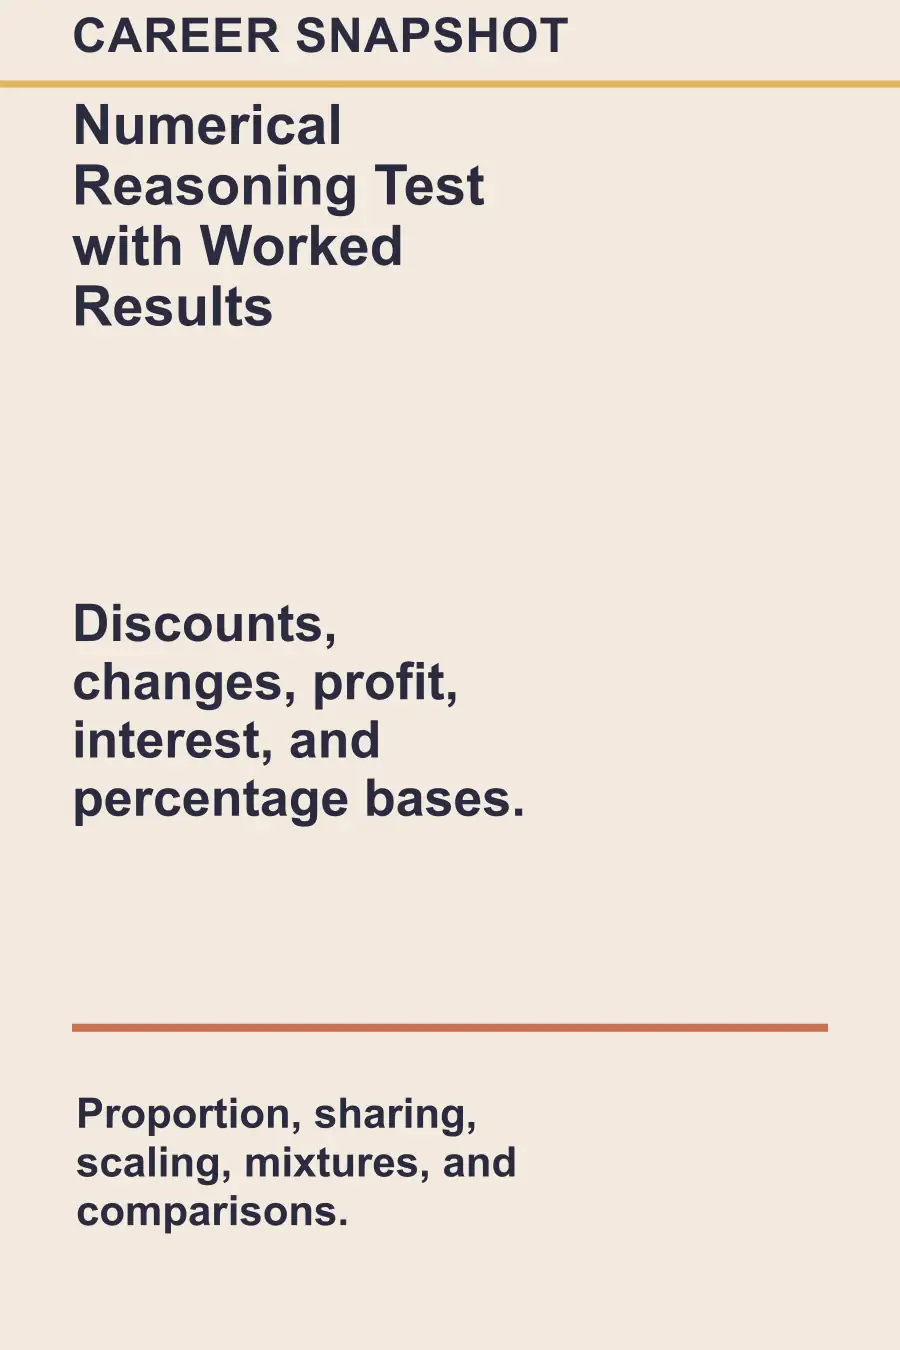 CAREER SNAPSHOT
Numerical
Reasoning Test
with Worked
Results
Discounts,
changes, profit,
interest, and
percentage bases.
Proportion, sharing,
scaling, mixtures, and
comparisons.